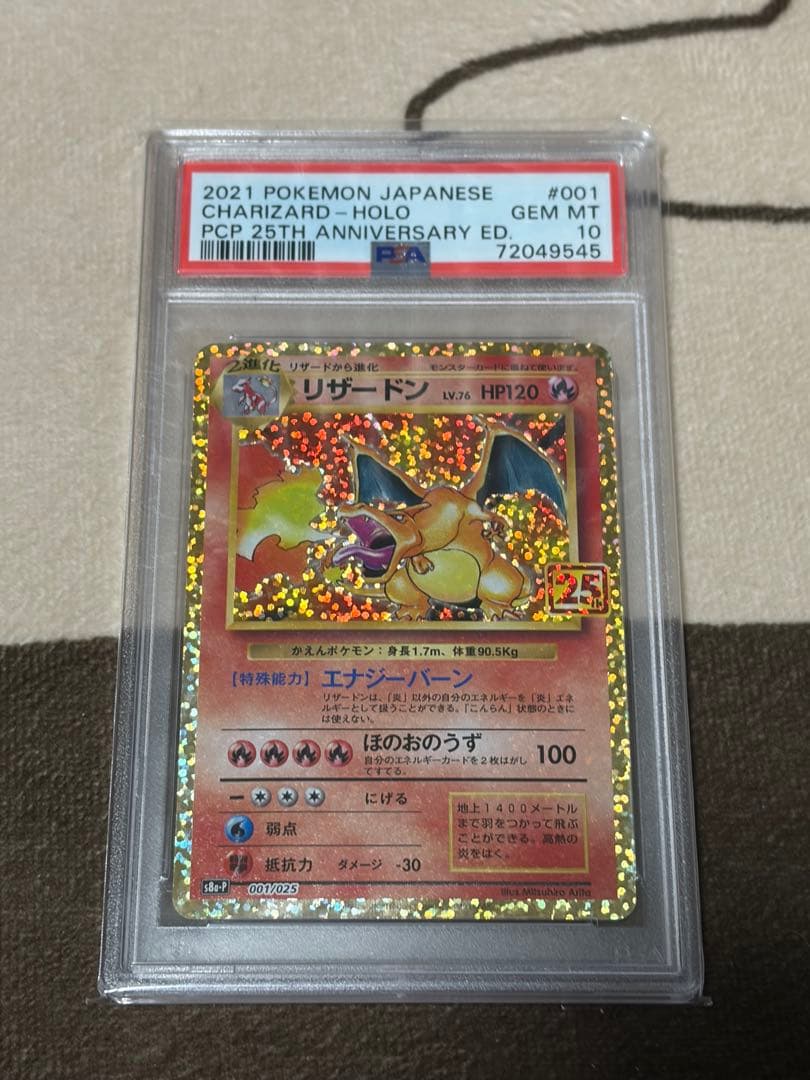 2021 POKEMON JAPANESE #001
CHARIZARD-HOLO GEM MT
PCP 25TH ANNIVERSARY ED. 10
PSA 72049545
2進化 リザードから進化 モンスターカードに重ねて使います。
リザードン LV.76 HP120
25th
かえんポケモン:身長1.7m、体重90.5Kg
【特殊能力】エナジーバーン
リザードンは、「炎」以外の自分のエネルギーを「炎」エネ
ルギーとして扱うことができる。「こんらん」状態のときに
は使えない。
ほのおのうず 100
自分のエネルギーカードを2枚はがし
てすてる。
にげる
弱点
抵抗力 ダメージ -30
地上1400メートル
まで羽をつかって飛ぶ
ことができる。高熱の
炎をはく。
s8a-P 001/025
Illus Mitsuhiro Arita